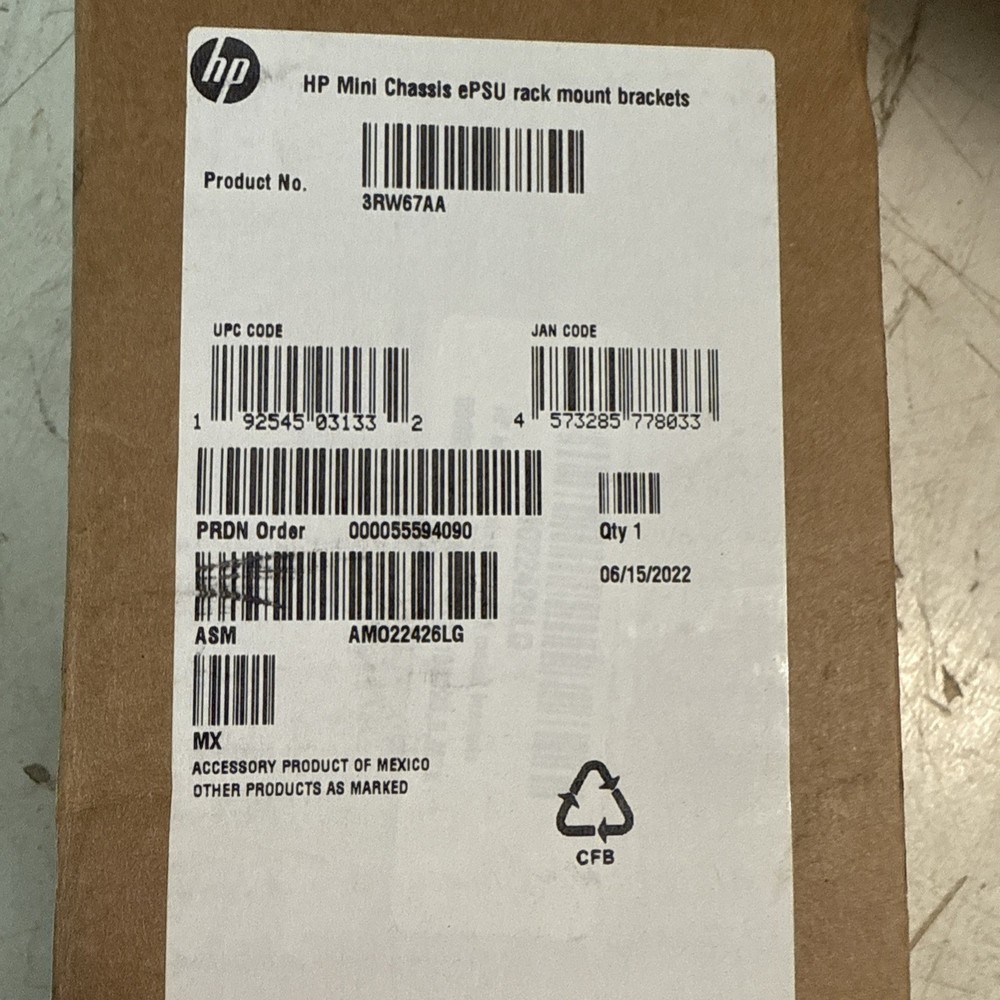 hp
HP Mini Chassis ePSU rack mount brackets
Product No.
3RW67AA
UPC CODE
JAN CODE
1 92545 03133 2
4 573285 778033
PRDN Order 000055594090
Qty 1
06/15/2022
ASM AMO22426LG
MX
ACCESSORY PRODUCT OF MEXICO
OTHER PRODUCTS AS MARKED
CFB